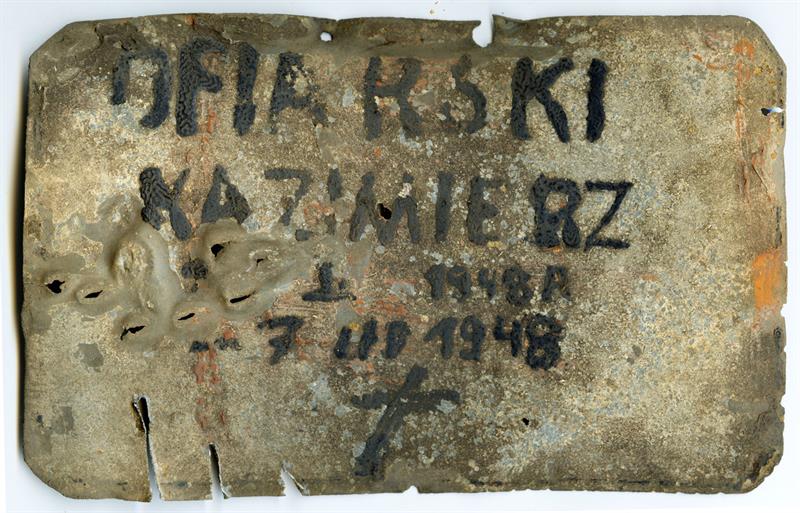 OFIARSKI
KAZIMIERZ
I. 1948 R
7 III 1948